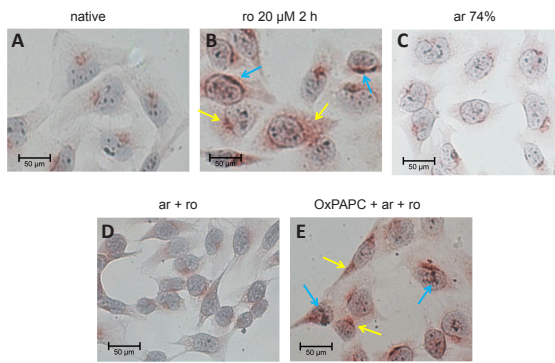 native
ro 20 µM 2 h
ar 74%
A
B
C
50 µm
50 µm
50 µm
ar + ro
OxPAPC + ar + ro
D
E
50 µm
50 µm